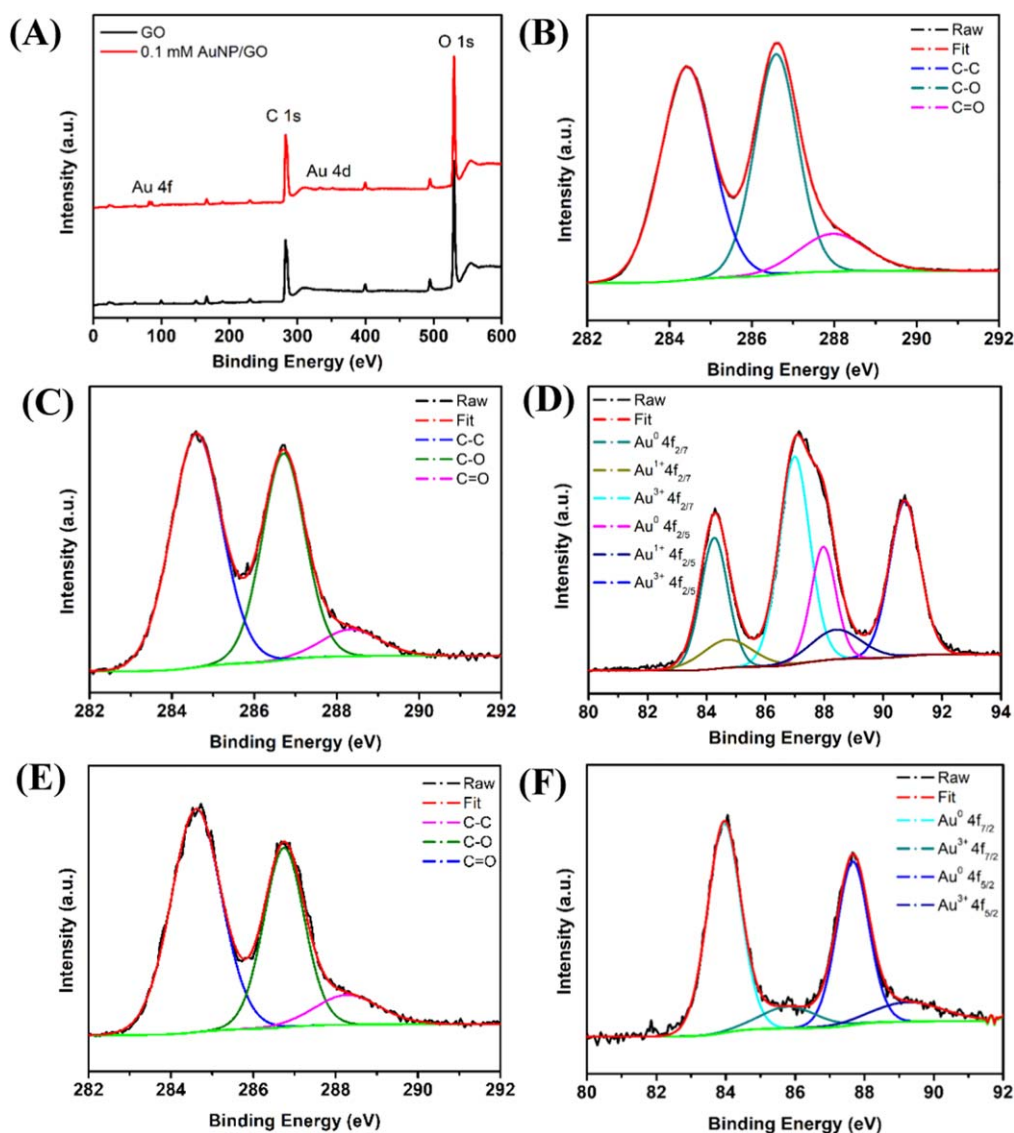 (A)
GO
0.1 mM AuNP/GO
O 1s
C 1s
Au 4f
Au 4d
Intensity (a.u.)
0 100 200 300 400 500 600
Binding Energy (eV)
(B)
Raw
Fit
C-C
C-O
C=O
Intensity (a.u.)
282 284 286 288 290 292
Binding Energy (eV)
(C)
Raw
Fit
C-C
C-O
C=O
Intensity (a.u.)
282 284 286 288 290 292
Binding Energy (eV)
(D)
Raw
Fit
Au⁰ 4f₂/₇
Au¹⁺4f₂/₇
Au³⁺ 4f₂/₇
Au⁰ 4f₂/₅
Au¹⁺ 4f₂/₅
Au³⁺ 4f₂/₅
Intensity (a.u.)
80 82 84 86 88 90 92 94
Binding Energy (eV)
(E)
Raw
Fit
C-C
C-O
C=O
Intensity (a.u.)
282 284 286 288 290 292
Binding Energy (eV)
(F)
Raw
Fit
Au⁰ 4f₇/₂
Au³⁺ 4f₇/₂
Au⁰ 4f₅/₂
Au³⁺ 4f₅/₂
Intensity (a.u.)
80 82 84 86 88 90 92
Binding Energy (eV)